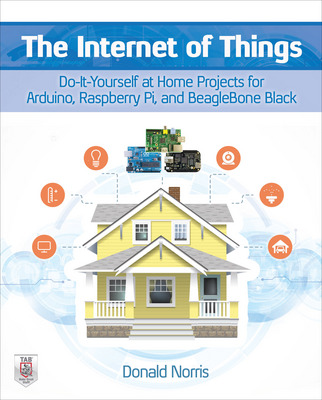 The Internet of Things
Do-It-Yourself at Home Projects for
Arduino, Raspberry Pi, and BeagleBone Black
TAB
Donald Norris